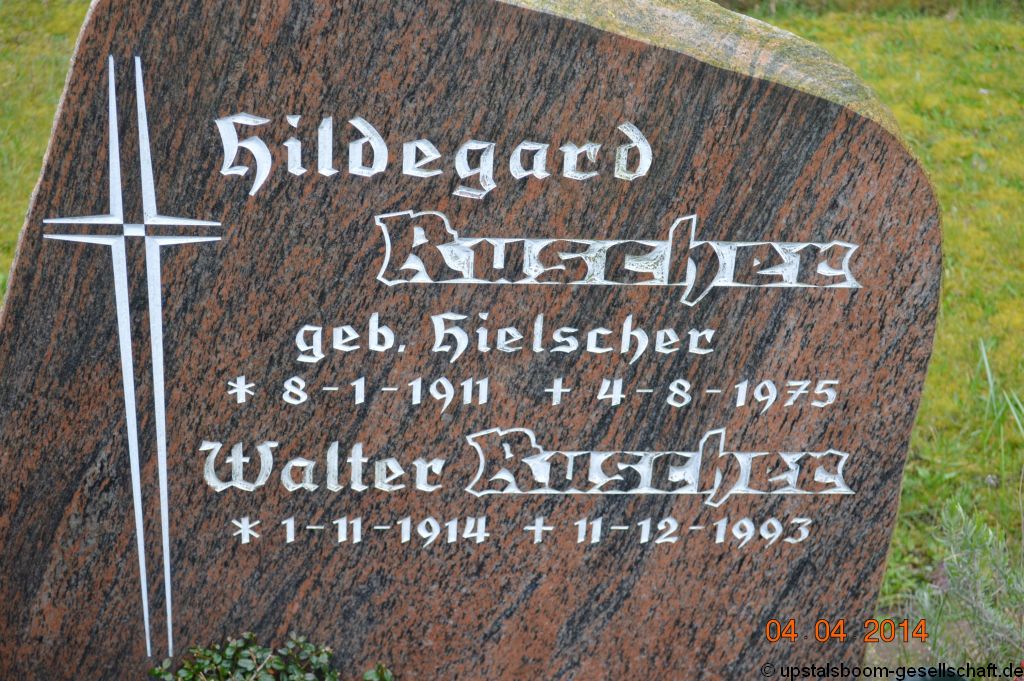 Hildegard
Ruscher
geb. Hielscher
* 8-1-1911 + 4-8-1975
Walter Ruscher
* 1-11-1914 + 11-12-1993
04 04 2014
© upstalsboom-gesellschaft.de